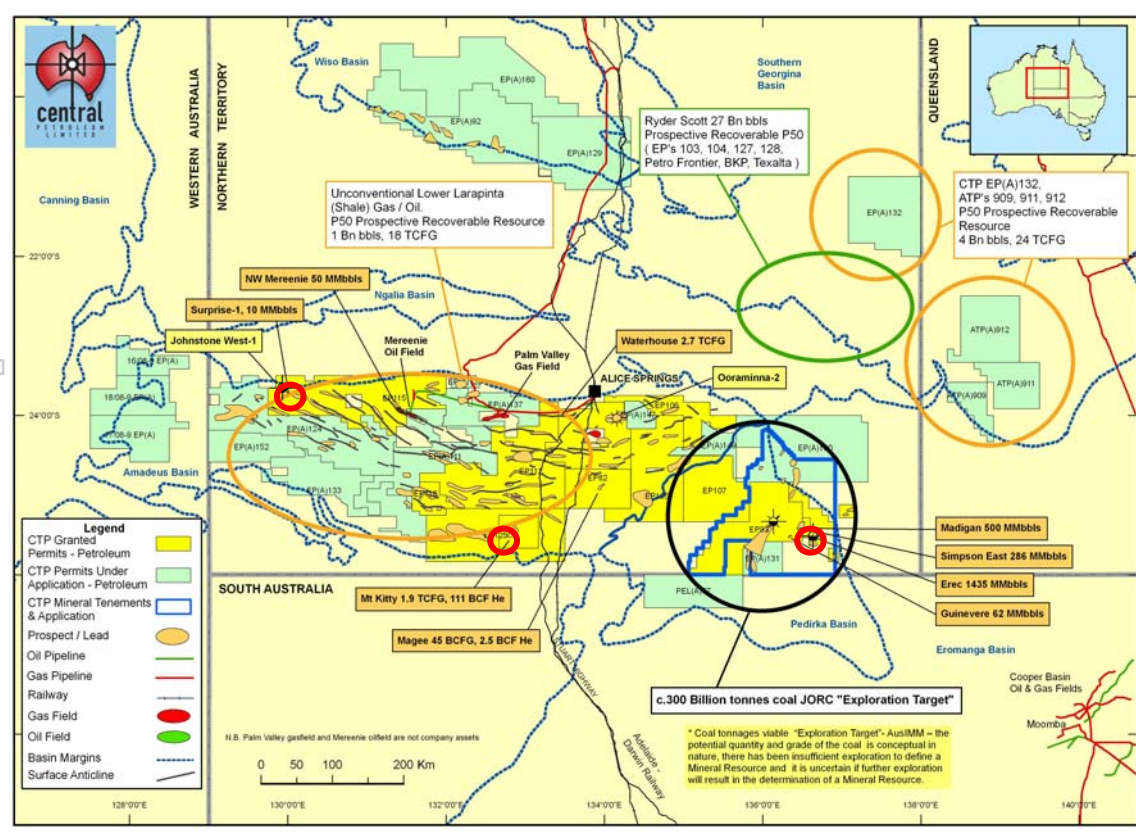 central
PETROLEUM
LIMITED
WESTERN AUSTRALIA
NORTHERN TERRITORY
QUEENSLAND
Wiso Basin
Southern
Georgina
Basin
Canning Basin
EP(A)160
EP(A)92
EP(A)129
Ryder Scott 27 Bn bbls
Prospective Recoverable P50
( EP's 103, 104, 127, 128,
Petro Frontier, BKP, Texalta )
Unconventional Lower Larapinta
(Shale) Gas / Oil.
P50 Prospective Recoverable Resource
1 Bn bbls, 18 TCFG
EP(A)132
CTP EP(A)132,
ATP's 909, 911, 912
P50 Prospective Recoverable
Resource
4 Bn bbls, 24 TCFG
22°0'0"S
NW Mereenie 50 MMbbls
Ngalia Basin
Surprise-1, 10 MMbbls
Johnstone West-1
Mereenie
Oil Field
Palm Valley
Gas Field
Waterhouse 2.7 TCFG
ALICE SPRINGS
Ooraminna-2
ATP(A)912
ATP(A)911
ATP(A)909
24°0'0"S
EP115
EP(A)137
EP(A)124
EP(A)152
EP(A)133
EP82
EP107
EP(A)131
Amadeus Basin
Legend
CTP Granted
Permits - Petroleum
CTP Permits Under
Application - Petroleum
CTP Mineral Tenements
& Application
Prospect / Lead
Oil Pipeline
Gas Pipeline
Railway
Gas Field
Oil Field
Basin Margins
Surface Anticline
SOUTH AUSTRALIA
Mt Kitty 1.9 TCFG, 111 BCF He
Magee 45 BCFG, 2.5 BCF He
Madigan 500 MMbbls
Simpson East 286 MMbbls
Erec 1435 MMbbls
Guinevere 62 MMbbls
Pedirka Basin
Eromanga Basin
STUART HIGHWAY
Adelaide -
Darwin Railway
c.300 Billion tonnes coal JORC "Exploration Target"
* Coal tonnages viable "Exploration Target"- AusIMM – the
potential quantity and grade of the coal is conceptual in
nature, there has been insufficient exploration to define a
Mineral Resource and it is uncertain if further exploration
will result in the determination of a Mineral Resource.
Cooper Basin
Oil & Gas Fields
Moomba
N.B. Palm Valley gasfield and Mereenie oilfield are not company assets
0 50 100 200 Km
128°0'0"E 130°0'0"E 132°0'0"E 134°0'0"E 136°0'0"E 138°0'0"E 140°0'0"E